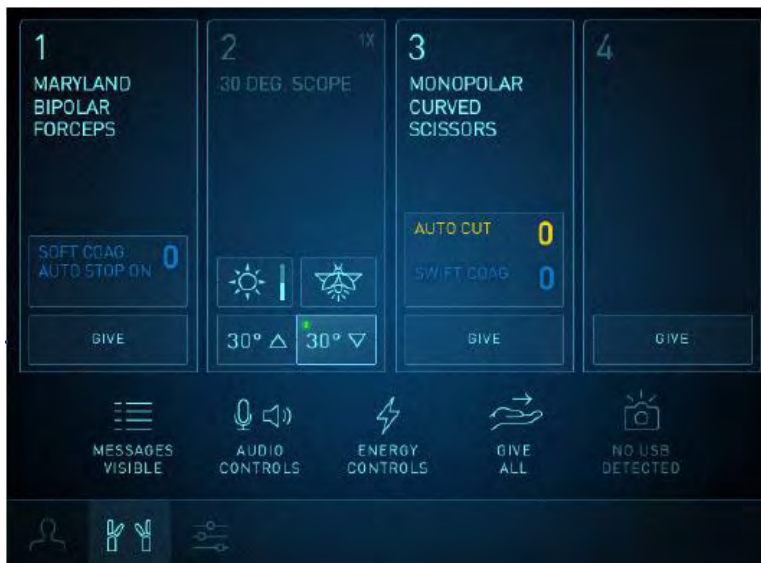 1
MARYLAND
BIPOLAR
FORCEPS
SOFT COAG
AUTO STOP ON
0
GIVE
2
1X
30 DEG. SCOPE
30° △
30° ▽
3
MONOPOLAR
CURVED
SCISSORS
AUTO CUT 0
SWIFT COAG 0
GIVE
4
GIVE
MESSAGES
VISIBLE
AUDIO
CONTROLS
ENERGY
CONTROLS
GIVE
ALL
NO USB
DETECTED